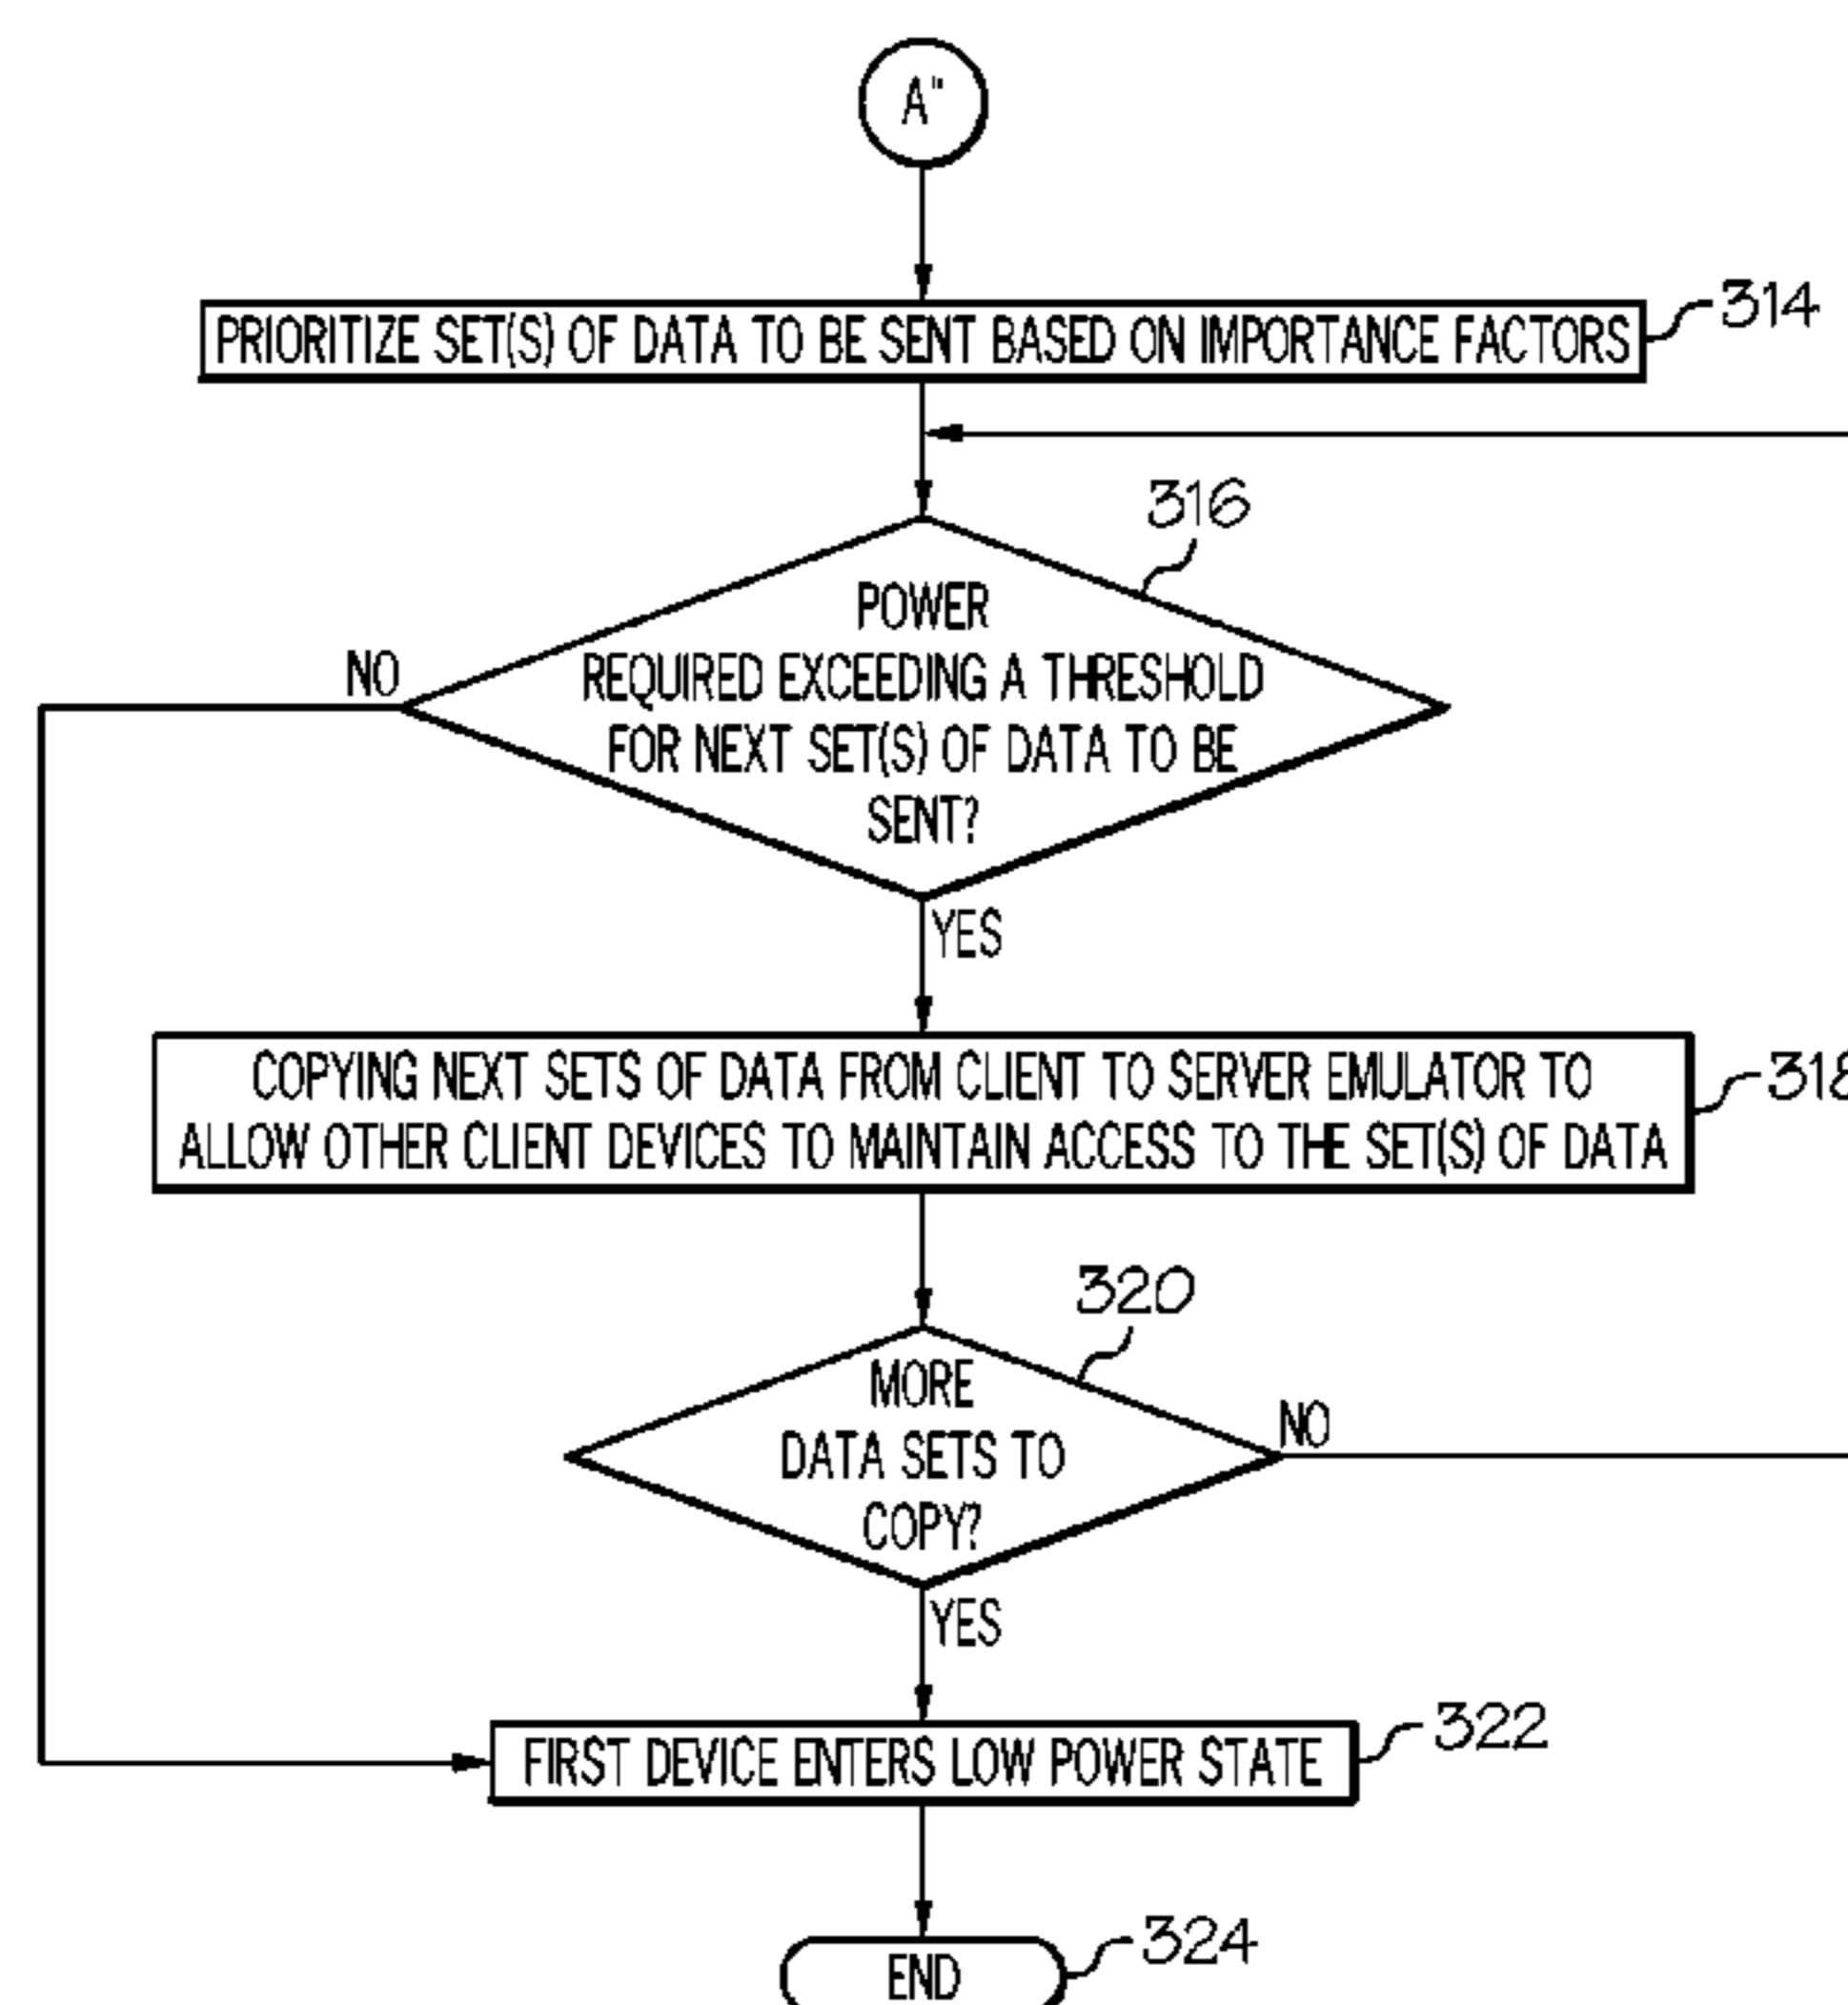 A"
PRIORITIZE SET(S) OF DATA TO BE SENT BASED ON IMPORTANCE FACTORS
314
316
POWER
REQUIRED EXCEEDING A THRESHOLD
FOR NEXT SET(S) OF DATA TO BE
SENT?
NO
YES
COPYING NEXT SETS OF DATA FROM CLIENT TO SERVER EMULATOR TO
ALLOW OTHER CLIENT DEVICES TO MAINTAIN ACCESS TO THE SET(S) OF DATA
318
320
MORE
DATA SETS TO
COPY?
NO
YES
FIRST DEVICE ENTERS LOW POWER STATE
322
END
324